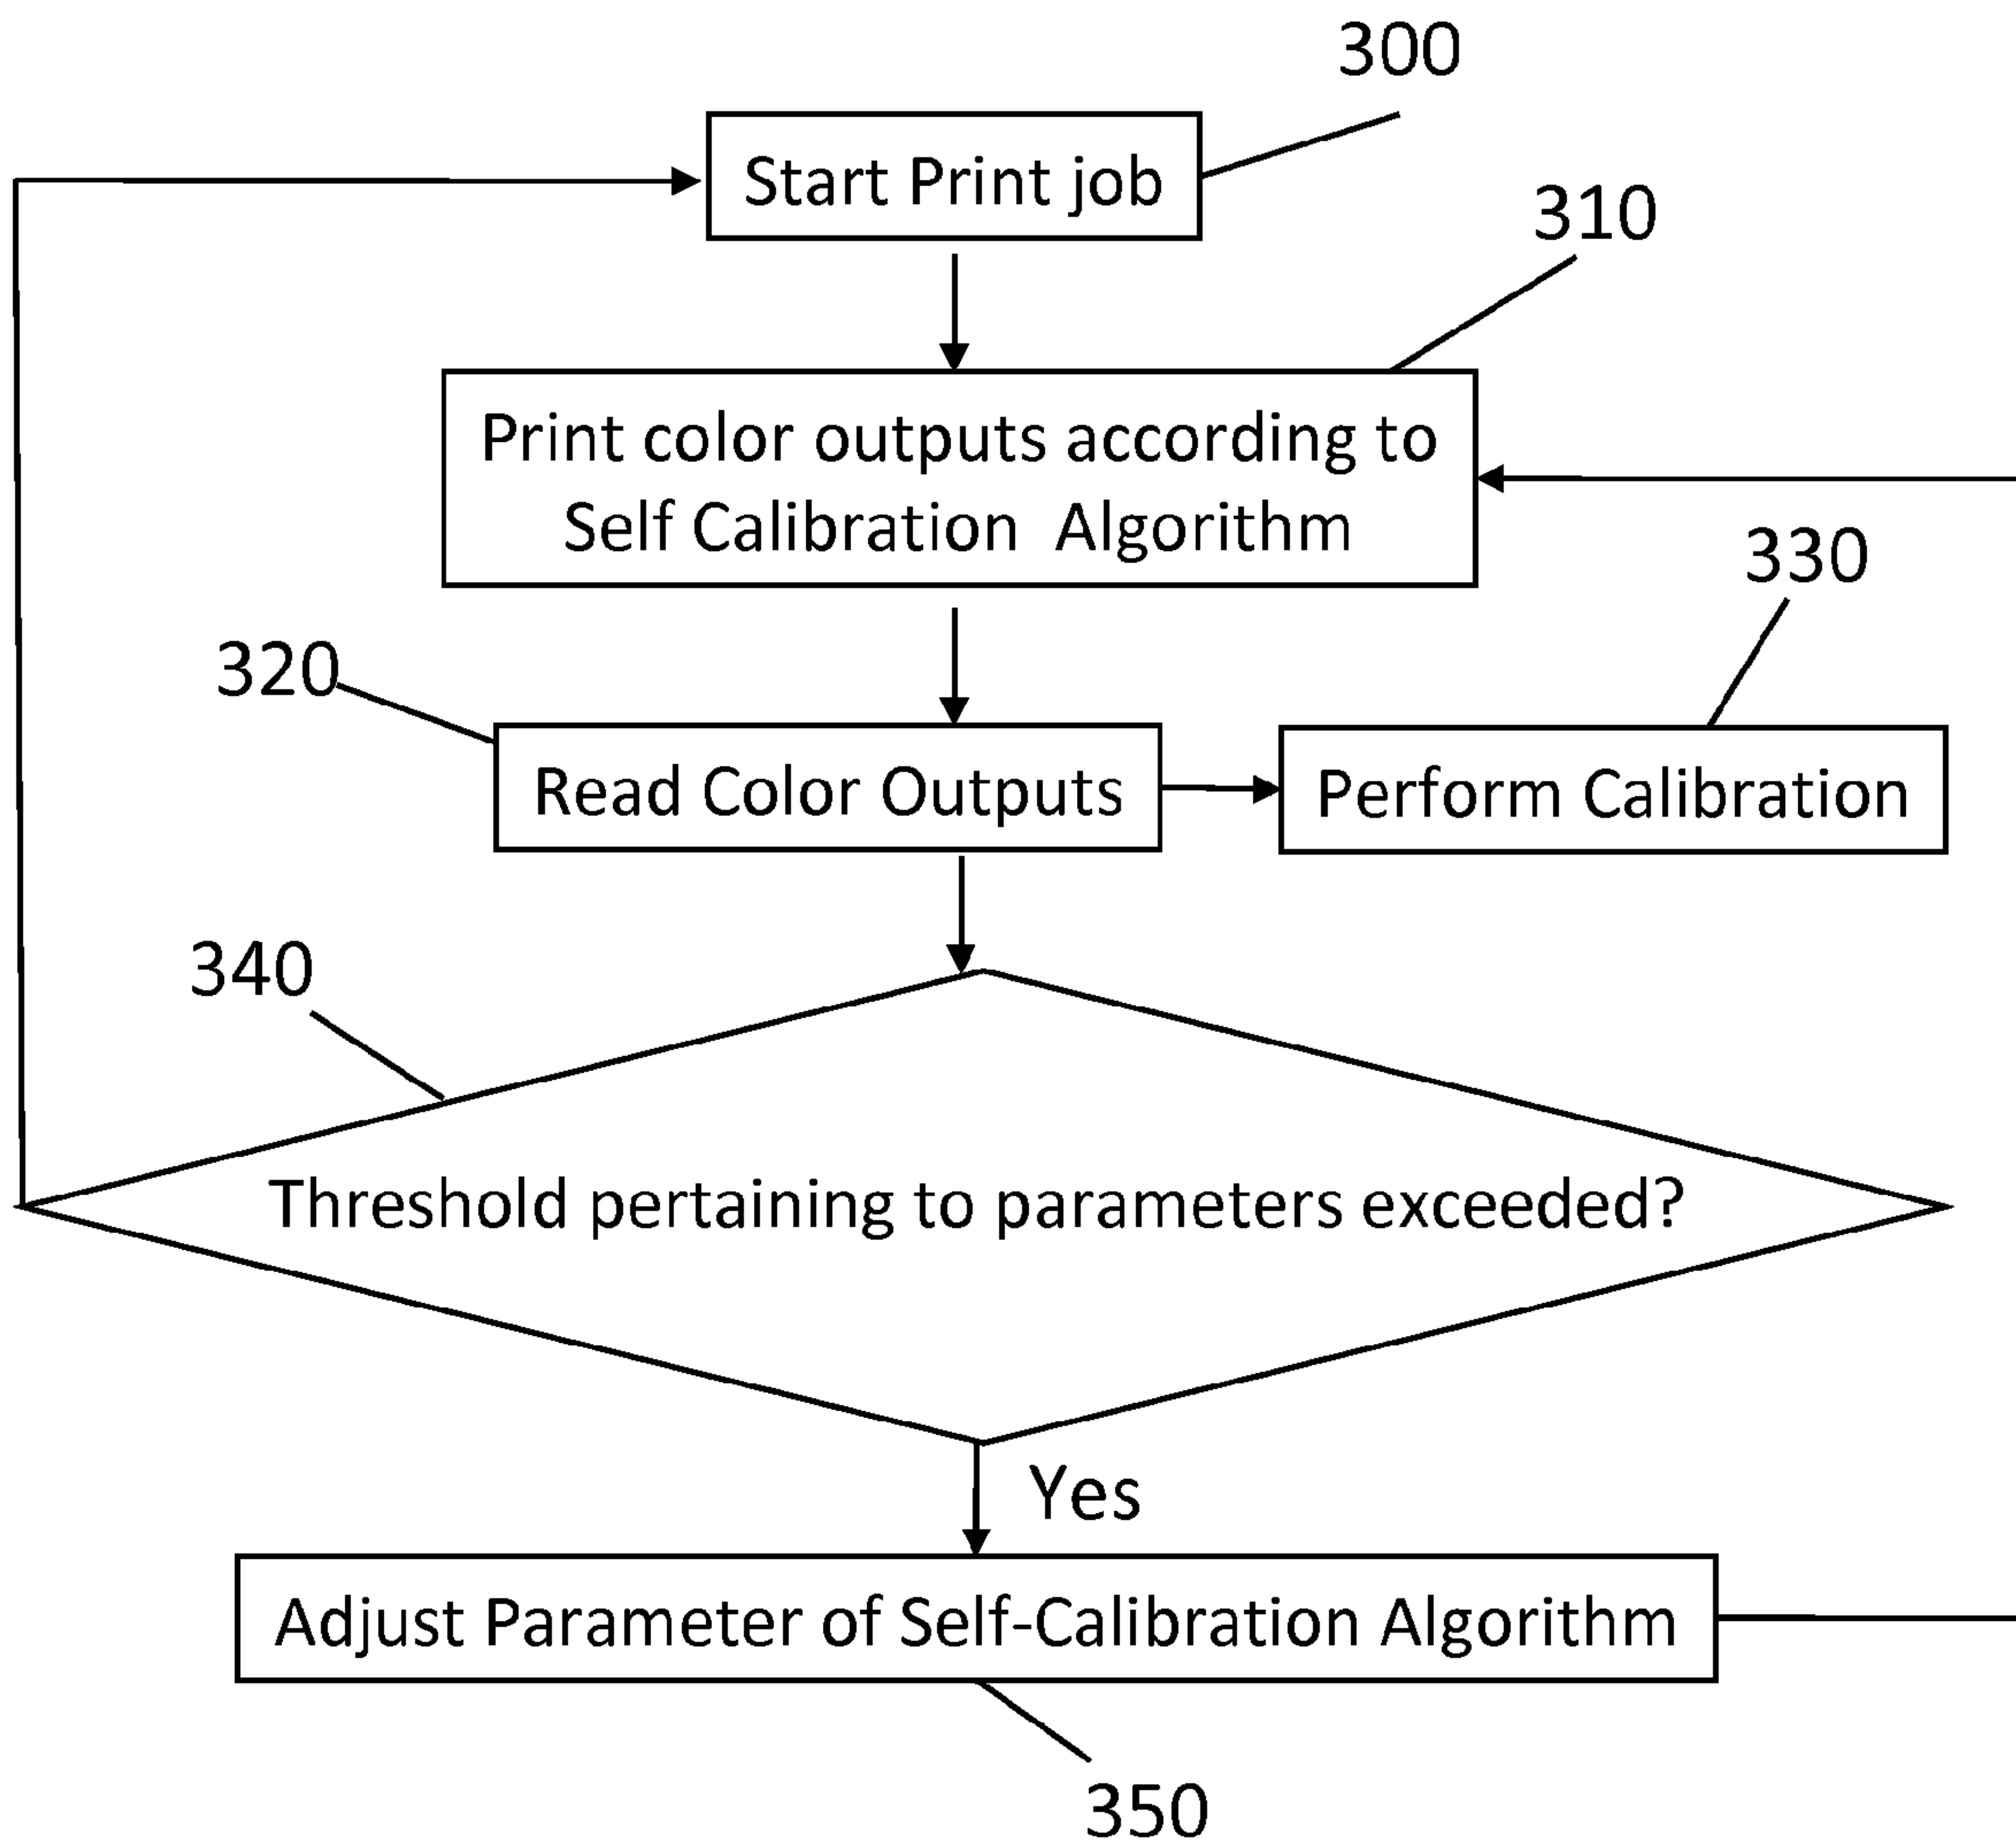 300
Start Print job
310
Print color outputs according to
Self Calibration Algorithm
330
320
Read Color Outputs
Perform Calibration
340
Threshold pertaining to parameters exceeded?
Yes
Adjust Parameter of Self-Calibration Algorithm
350